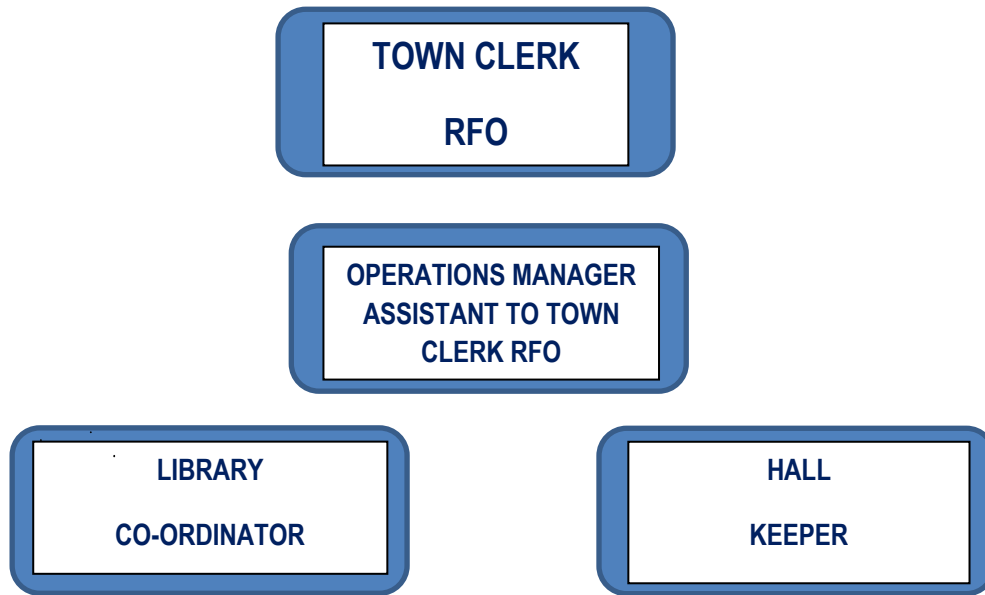 TOWN CLERK
RFO
OPERATIONS MANAGER
ASSISTANT TO TOWN
CLERK RFO
LIBRARY
CO-ORDINATOR
HALL
KEEPER